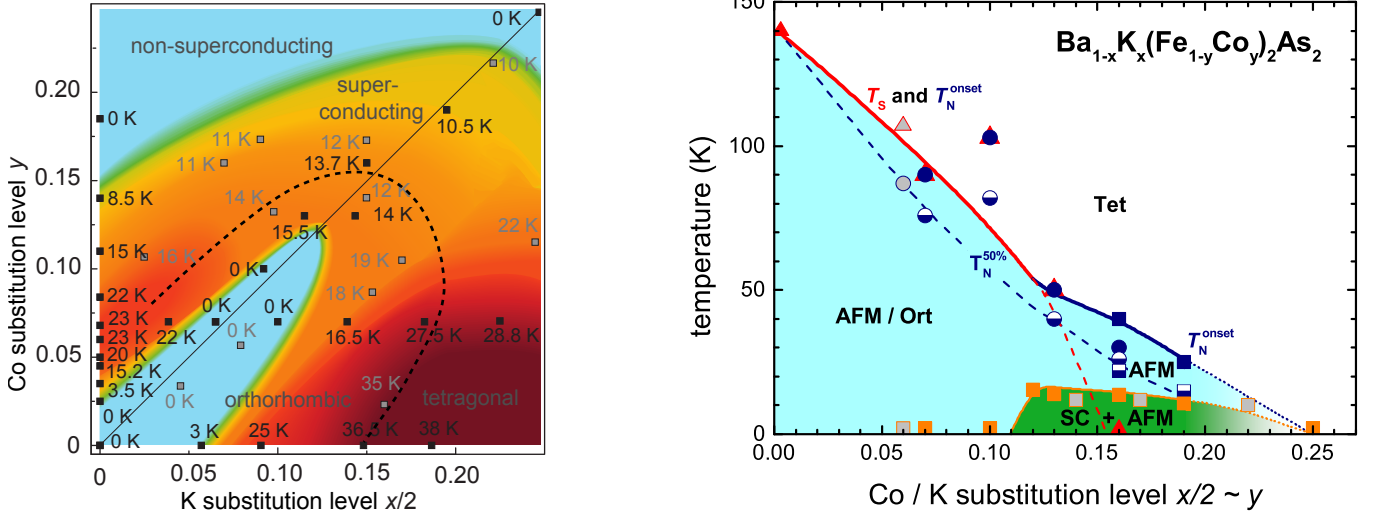 0 K
non-superconducting
10 K
super-
conducting
0.20
0 K
10.5 K
11 K
12 K
11 K
13.7 K
0.15
14 K
12 K
8.5 K
14 K
15.5 K
22 K
15 K
16 K
19 K
0.10
0 K
18 K
22 K
0 K
0 K
23 K
23 K
22 K
0 K
16.5 K
27.5 K
28.8 K
20 K
0.05
15.2 K
35 K
3.5 K
0 K
orthorhombic
tetragonal
0 K
0 K
3 K
25 K
36.5 K
38 K
0
0
0.05
0.10
0.15
0.20
K substitution level x/2
Co substitution level y
150
Ba1-xKx(Fe1-yCoy)2As2
TS and TNonset
100
Tet
TN50%
50
AFM / Ort
TNonset
AFM
SC + AFM
0
0.00
0.05
0.10
0.15
0.20
0.25
Co / K substitution level x/2 ~ y
temperature (K)